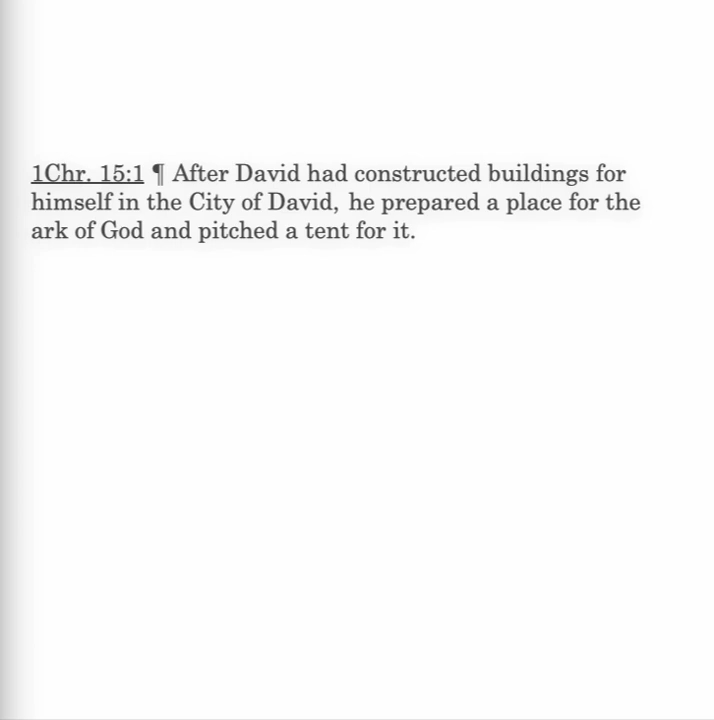 1Chr. 15:1 ¶ After David had constructed buildings for
himself in the City of David, he prepared a place for the
ark of God and pitched a tent for it.